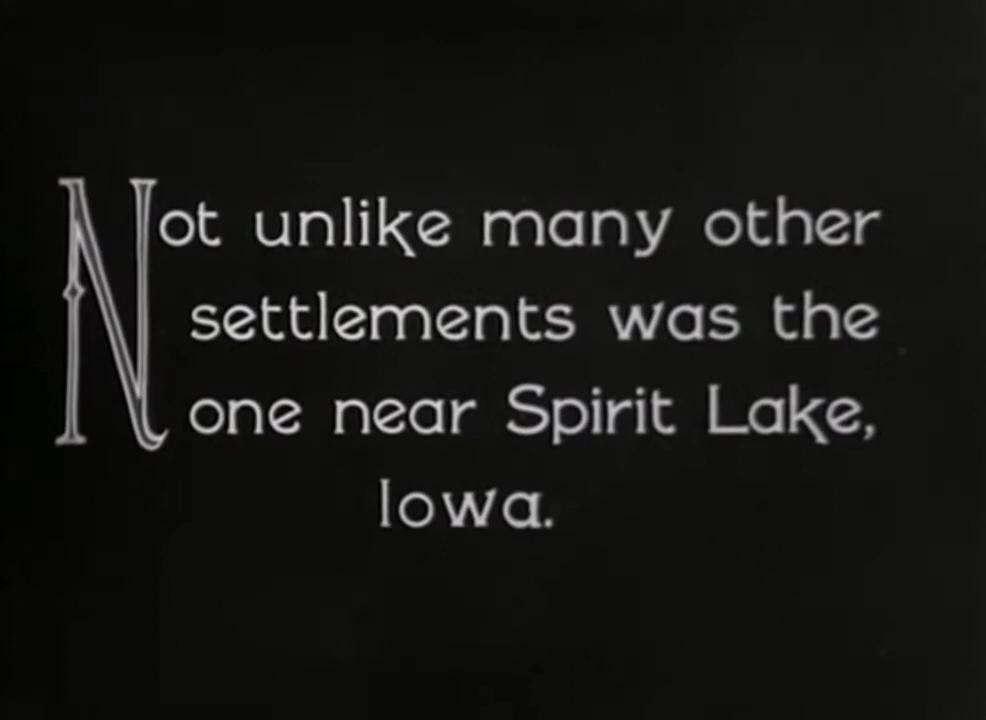 Not unlike many other
settlements was the
one near Spirit Lake,
Iowa.